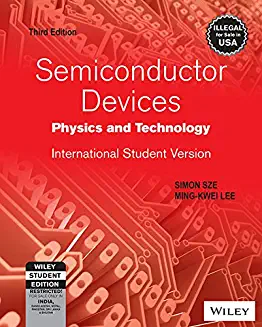 Third Edition
ILLEGAL
for Sale in
USA
Semiconductor
Devices
Physics and Technology
International Student Version
SIMON SZE
MING-KWEI LEE
WILEY
STUDENT
EDITION
RESTRICTED!
FOR SALE ONLY IN
INDIA,
WILEY